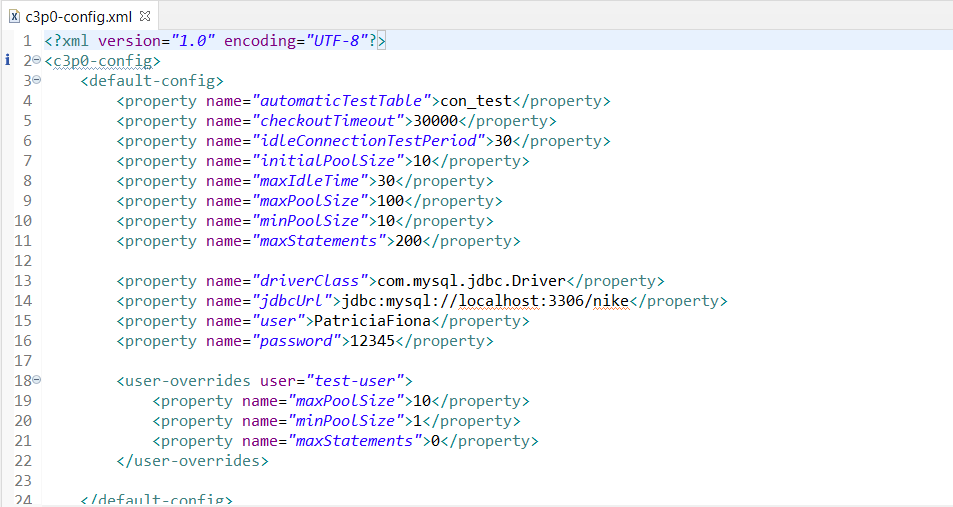 c3p0-config.xml
1 <?xml version="1.0" encoding="UTF-8"?>
2 <c3p0-config>
3 <default-config>
4 <property name="automaticTestTable">con_test</property>
5 <property name="checkoutTimeout">30000</property>
6 <property name="idleConnectionTestPeriod">30</property>
7 <property name="initialPoolSize">10</property>
8 <property name="maxIdleTime">30</property>
9 <property name="maxPoolSize">100</property>
10 <property name="minPoolSize">10</property>
11 <property name="maxStatements">200</property>
12
13 <property name="driverClass">com.mysql.jdbc.Driver</property>
14 <property name="jdbcUrl">jdbc:mysql://localhost:3306/nike</property>
15 <property name="user">PatriciaFiona</property>
16 <property name="password">12345</property>
17
18 <user-overrides user="test-user">
19 <property name="maxPoolSize">10</property>
20 <property name="minPoolSize">1</property>
21 <property name="maxStatements">0</property>
22 </user-overrides>
23
24 </default-config>